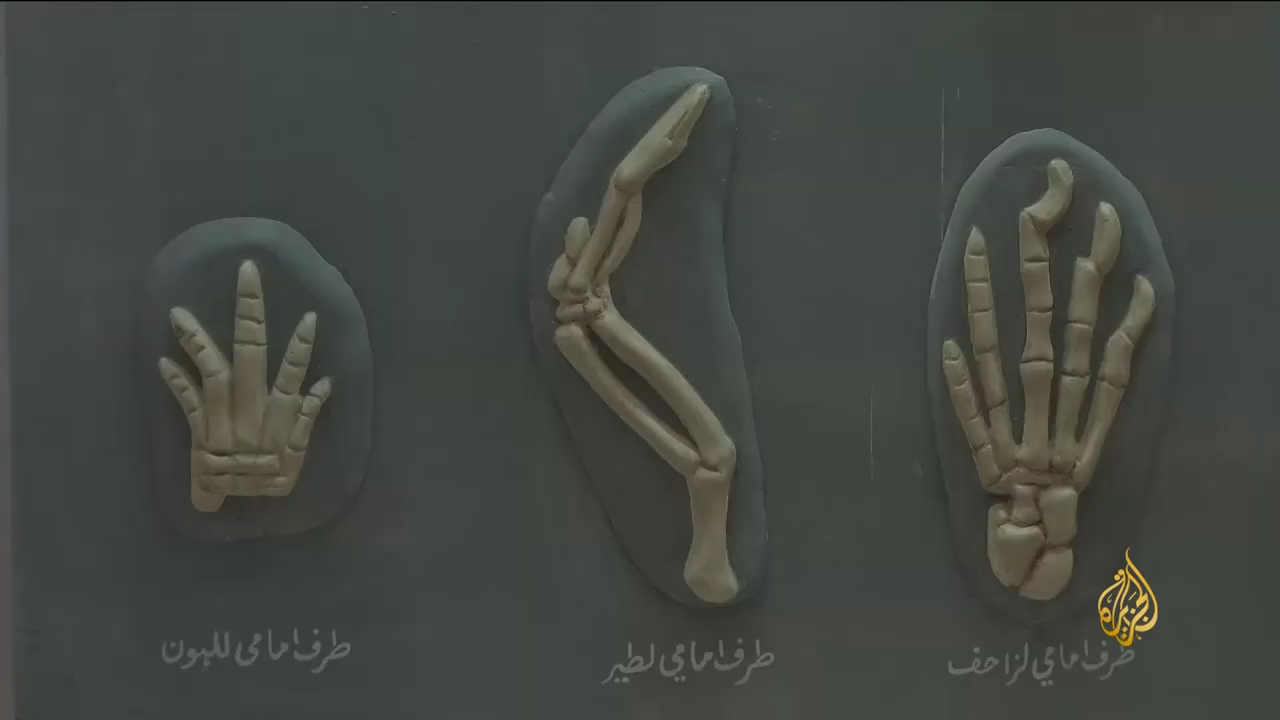 طرف امامي لزاحف
طرف امامي لطير
طرف امامي للبون
الجزيرة